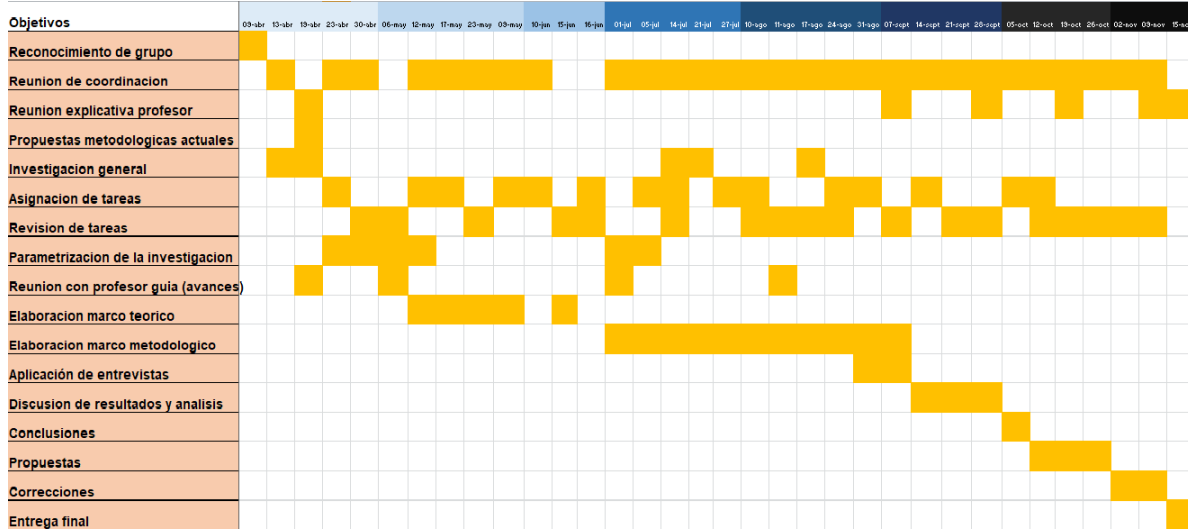 Objetivos 09-abr 13-abr 19-abr 23-abr 30-abr 06-may 12-may 17-may 23-may 09-may 10-jun 15-jun 16-jun 01-jul 05-jul 14-jul 21-jul 27-jul 10-ago 11-ago 17-ago 24-ago 31-ago 07-sept 14-sept 21-sept 28-sept 05-oct 12-oct 19-oct 26-oct 02-nov 09-nov
Reconocimiento de grupo
Reunion de coordinacion
Reunion explicativa profesor
Propuestas metodologicas actuales
Investigacion general
Asignacion de tareas
Revision de tareas
Parametrizacion de la investigacion
Reunion con profesor guia (avances)
Elaboracion marco teorico
Elaboracion marco metodologico
Aplicación de entrevistas
Discusion de resultados y analisis
Conclusiones
Propuestas
Correcciones
Entrega final